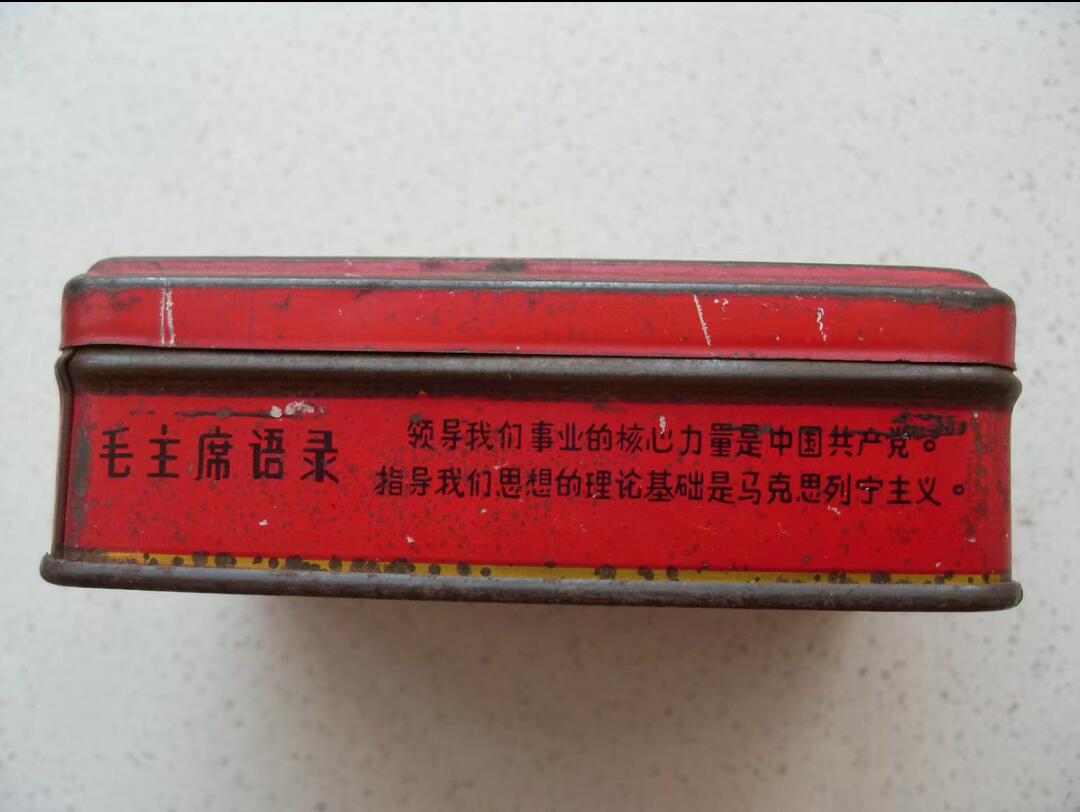 毛主席语录
领导我们事业的核心力量是中国共产党。
指导我们思想的理论基础是马克思列宁主义。